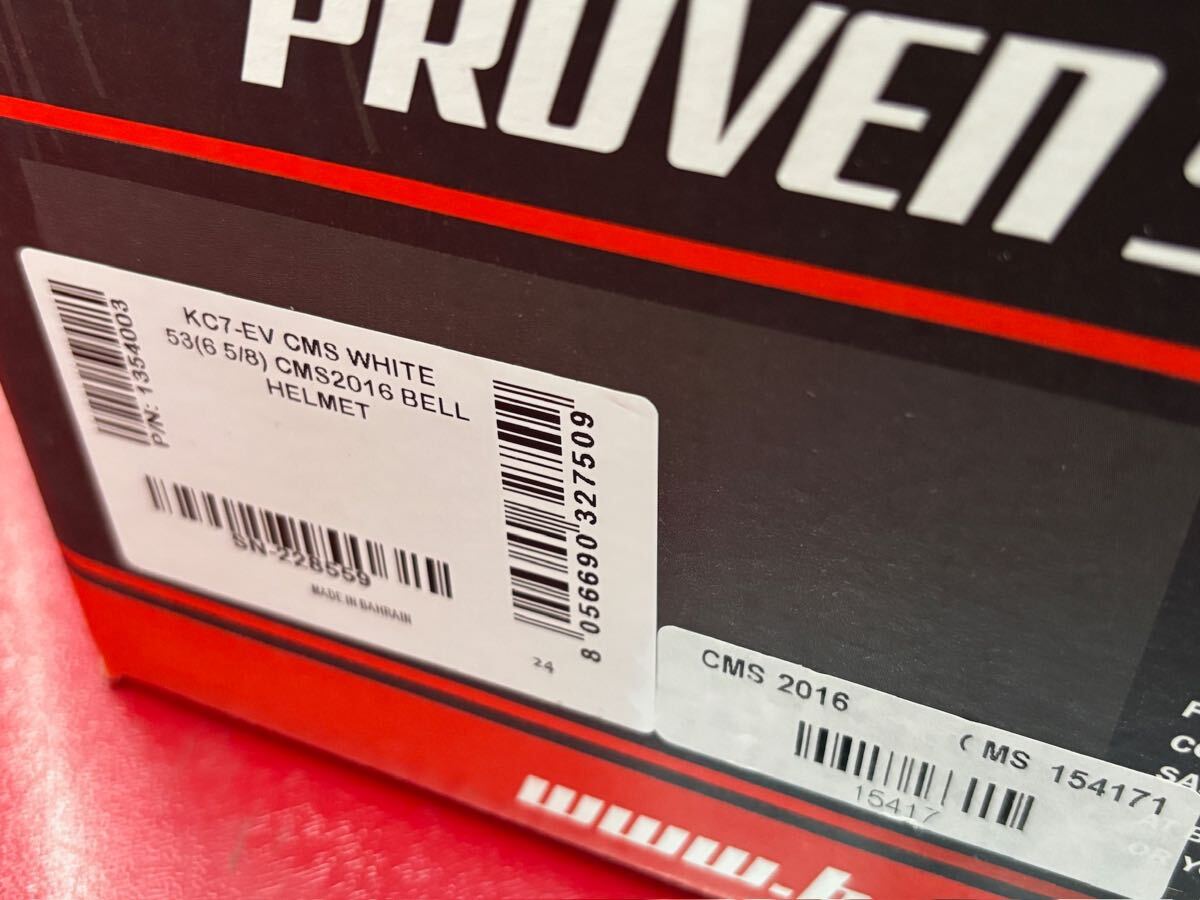 PROVEN
KC7-EV CMS WHITE
53(6 5/8) CMS2016 BELL
HELMET
P/N: 1354003
SN-228559
MADE IN BAHRAIN
8 056690 327509
24
CMS 2016
CMS 154171
15417
www.b